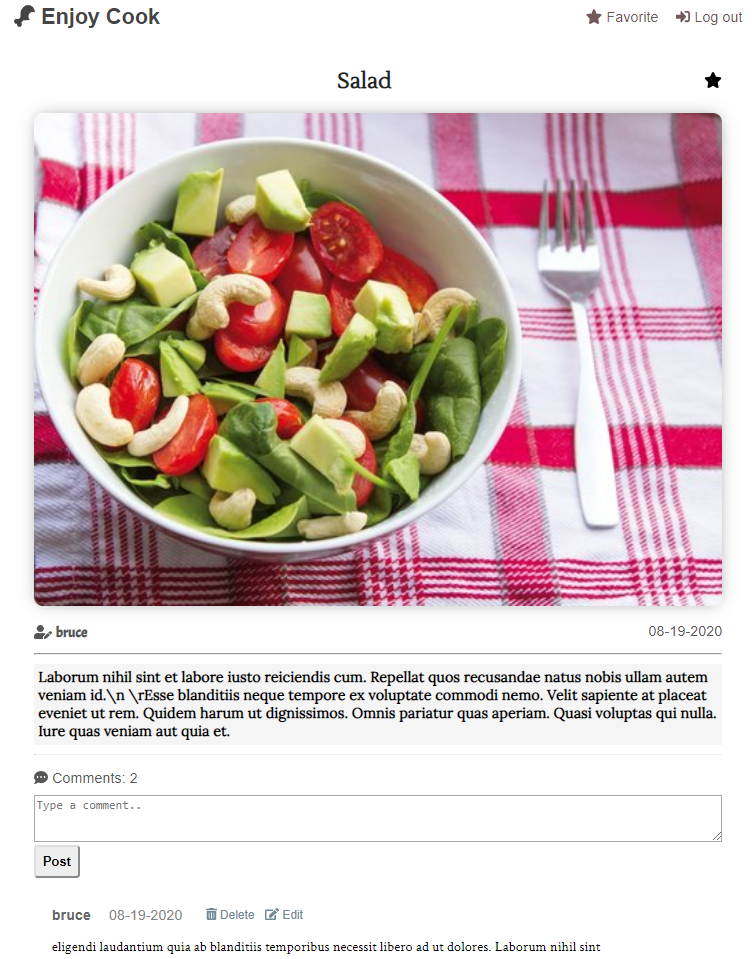 Enjoy Cook
Favorite
Log out
Salad
bruce
08-19-2020
Laborum nihil sint et labore iusto reiciendis cum. Repellat quos recusandae natus nobis ullam autem
veniam id.\n \rEsse blanditiis neque tempore ex voluptate commodi nemo. Velit sapiente at placeat
eveniet ut rem. Quidem harum ut dignissimos. Omnis pariatur quas aperiam. Quasi voluptas qui nulla.
Iure quas veniam aut quia et.
Comments: 2
Type a comment..
Post
bruce 08-19-2020 Delete Edit
eligendi laudantium quia ab blanditiis temporibus necessit libero ad ut dolores. Laborum nihil sint